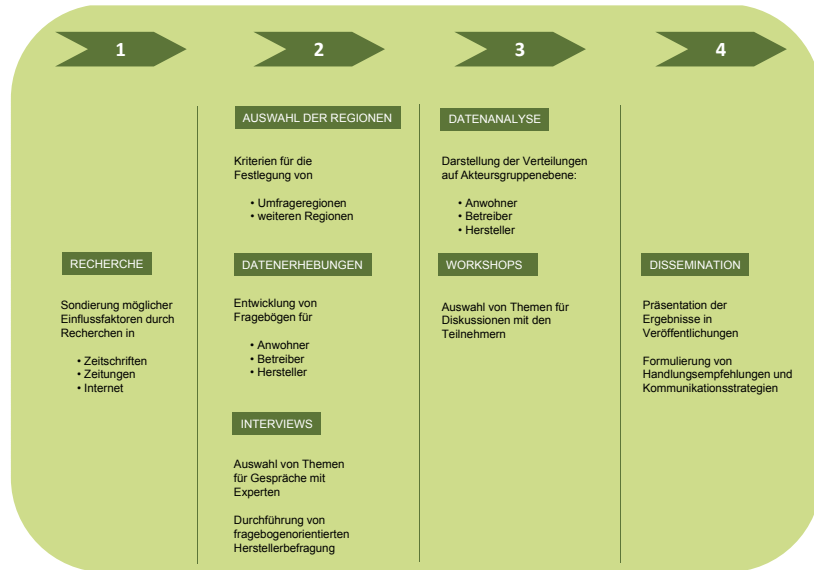 1
2
3
4
RECHERCHE
Sondierung möglicher
Einflussfaktoren durch
Recherchen in
• Zeitschriften
• Zeitungen
• Internet
AUSWAHL DER REGIONEN
Kriterien für die
Festlegung von
• Umfrageregionen
• weiteren Regionen
DATENERHEBUNGEN
Entwicklung von
Fragebögen für
• Anwohner
• Betreiber
• Hersteller
INTERVIEWS
Auswahl von Themen
für Gespräche mit
Experten
Durchführung von
fragebogenorientierten
Herstellerbefragung
DATENANALYSE
Darstellung der Verteilungen
auf Akteursgruppenebene:
• Anwohner
• Betreiber
• Hersteller
WORKSHOPS
Auswahl von Themen für
Diskussionen mit den
Teilnehmern
DISSEMINATION
Präsentation der
Ergebnisse in
Veröffentlichungen
Formulierung von
Handlungsempfehlungen und
Kommunikationsstrategien